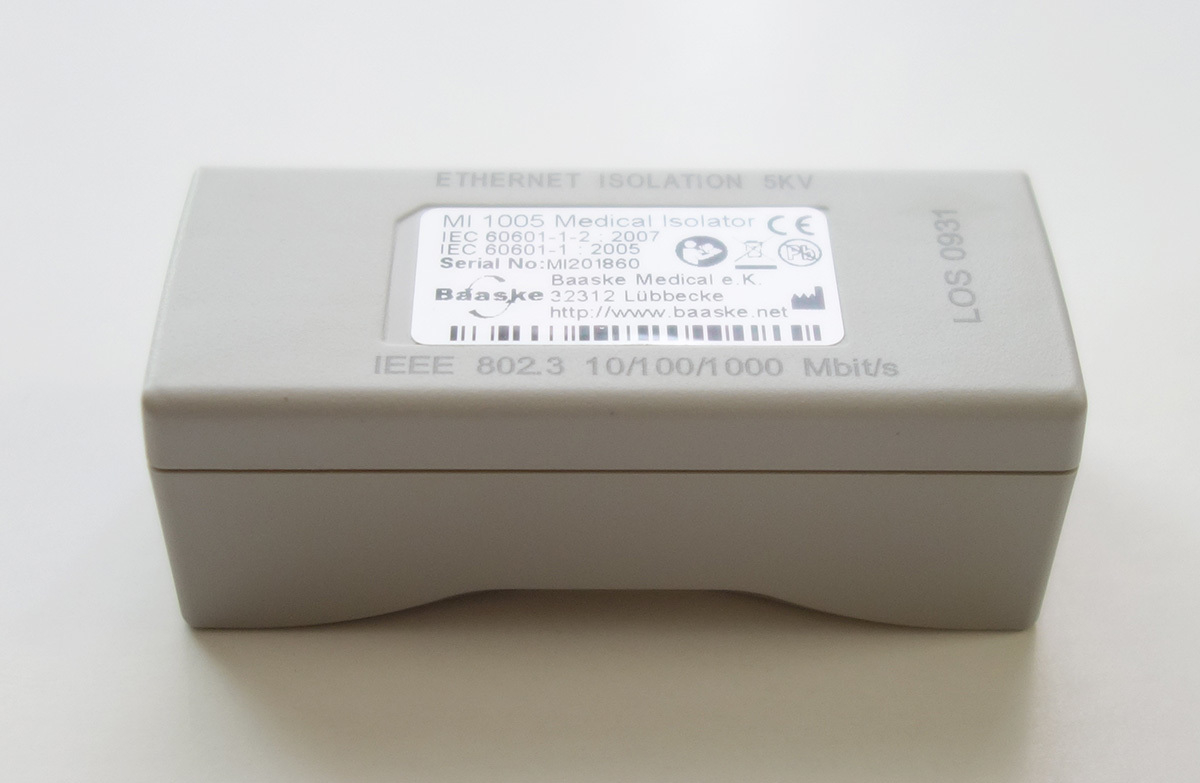 ETHERNET ISOLATION 5KV
MI 1005 Medical Isolator CE
IEC 60601-1-2 : 2007
IEC 60601-1 : 2005
Serial No:MI201860
Baaske
Baaske Medical e.K.
32312 Lübbecke
http://www.baaske.net
IEEE 802.3 10/100/1000 Mbit/s
LOS 0931